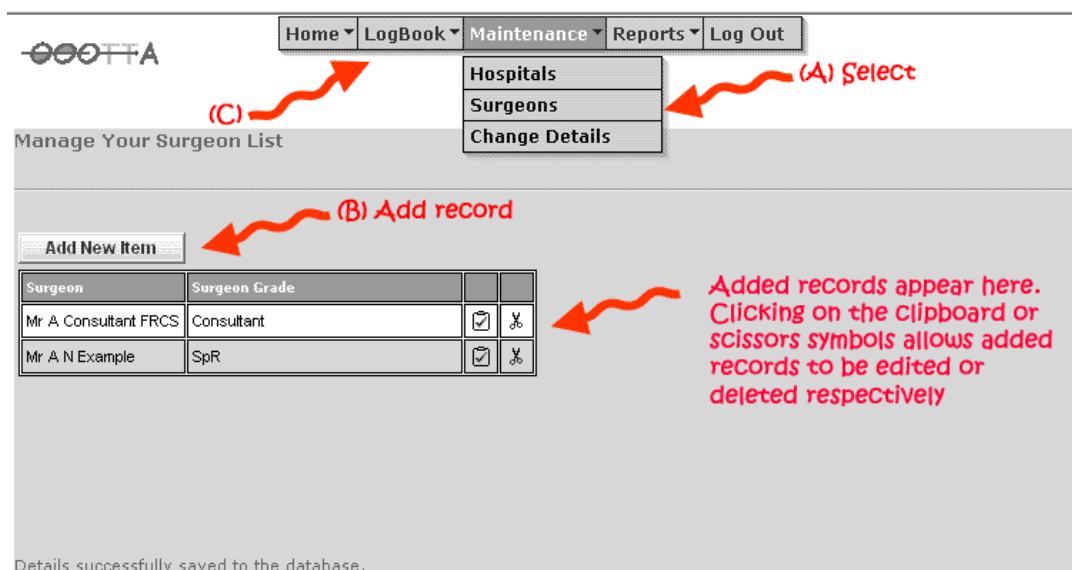 Home LogBook Maintenance Reports Log Out
OOOTTA
Hospitals
(A) Select
Surgeons
(C)
Change Details
Manage Your Surgeon List
(B) Add record
Add New Item
Surgeon Surgeon Grade
Mr A Consultant FRCS Consultant
Mr A N Example SpR
Added records appear here.
Clicking on the clipboard or
scissors symbols allows added
records to be edited or
deleted respectively
Details successfully saved to the database.